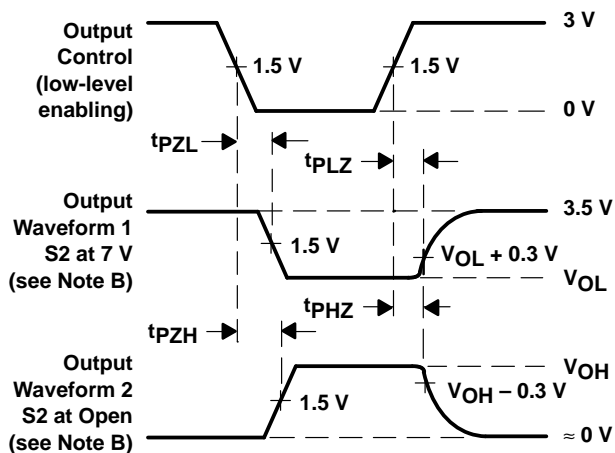 Output
Control
(low-level
enabling)
1.5 V
1.5 V
3 V
0 V
tPZL
tPLZ
Output
Waveform 1
S2 at 7 V
(see Note B)
1.5 V
VOL + 0.3 V
3.5 V
VOL
tPHZ
tPZH
Output
Waveform 2
S2 at Open
(see Note B)
1.5 V
VOH
VOH – 0.3 V
≈ 0 V